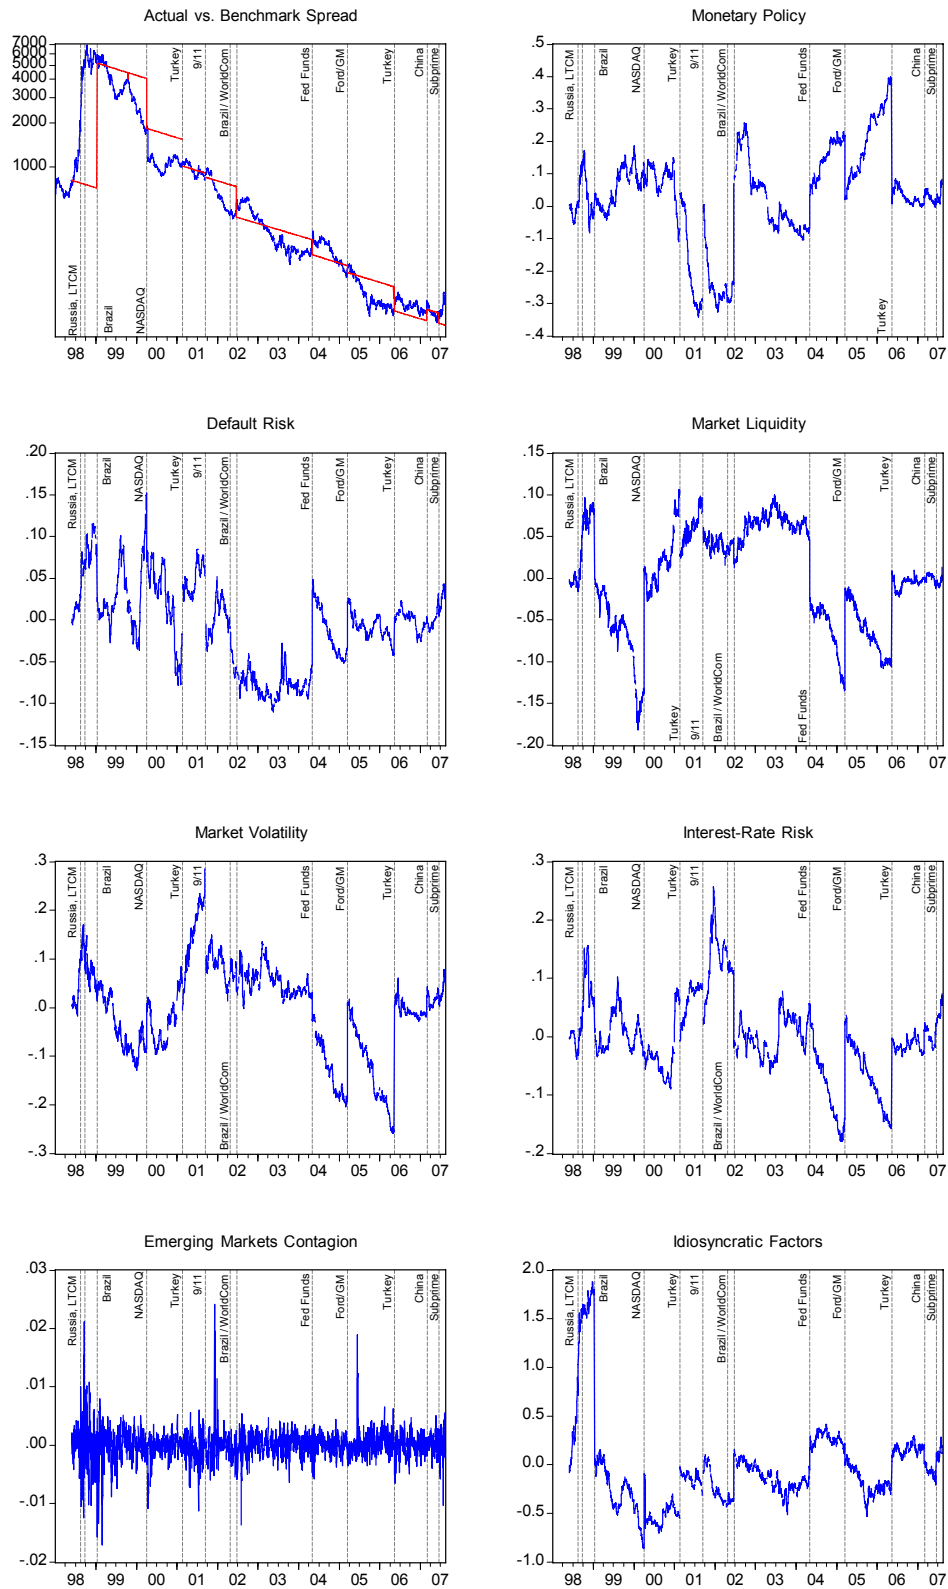 Actual vs. Benchmark Spread
7000
6000
5000
4000
3000
2000
1000
Russia, LTCM
Brazil
NASDAQ
Turkey
9/11
Brazil / WorldCom
Fed Funds
Ford/GM
Turkey
China
Subprime
98 99 00 01 02 03 04 05 06 07
Monetary Policy
.5
.4
.3
.2
.1
.0
-.1
-.2
-.3
-.4
Russia, LTCM
Brazil
NASDAQ
Turkey
9/11
Brazil / WorldCom
Fed Funds
Ford/GM
Turkey
China
Subprime
98 99 00 01 02 03 04 05 06 07
Default Risk
.20
.15
.10
.05
.00
-.05
-.10
-.15
Russia, LTCM
Brazil
NASDAQ
Turkey
9/11
Brazil / WorldCom
Fed Funds
Ford/GM
Turkey
China
Subprime
98 99 00 01 02 03 04 05 06 07
Market Liquidity
.15
.10
.05
.00
-.05
-.10
-.15
-.20
Russia, LTCM
Brazil
NASDAQ
Turkey
9/11
Brazil / WorldCom
Fed Funds
Ford/GM
Turkey
China
Subprime
98 99 00 01 02 03 04 05 06 07
Market Volatility
.3
.2
.1
.0
-.1
-.2
-.3
Russia, LTCM
Brazil
NASDAQ
Turkey
9/11
Brazil / WorldCom
Fed Funds
Ford/GM
Turkey
China
Subprime
98 99 00 01 02 03 04 05 06 07
Interest-Rate Risk
.3
.2
.1
.0
-.1
-.2
Russia, LTCM
Brazil
NASDAQ
Turkey
9/11
Brazil / WorldCom
Fed Funds
Ford/GM
Turkey
China
Subprime
98 99 00 01 02 03 04 05 06 07
Emerging Markets Contagion
.03
.02
.01
.00
-.01
-.02
Russia, LTCM
Brazil
NASDAQ
Turkey
9/11
Brazil / WorldCom
Fed Funds
Ford/GM
Turkey
China
Subprime
98 99 00 01 02 03 04 05 06 07
Idiosyncratic Factors
2.0
1.5
1.0
0.5
0.0
-0.5
-1.0
Russia, LTCM
Brazil
NASDAQ
Turkey
9/11
Brazil / WorldCom
Fed Funds
Ford/GM
Turkey
China
Subprime
98 99 00 01 02 03 04 05 06 07